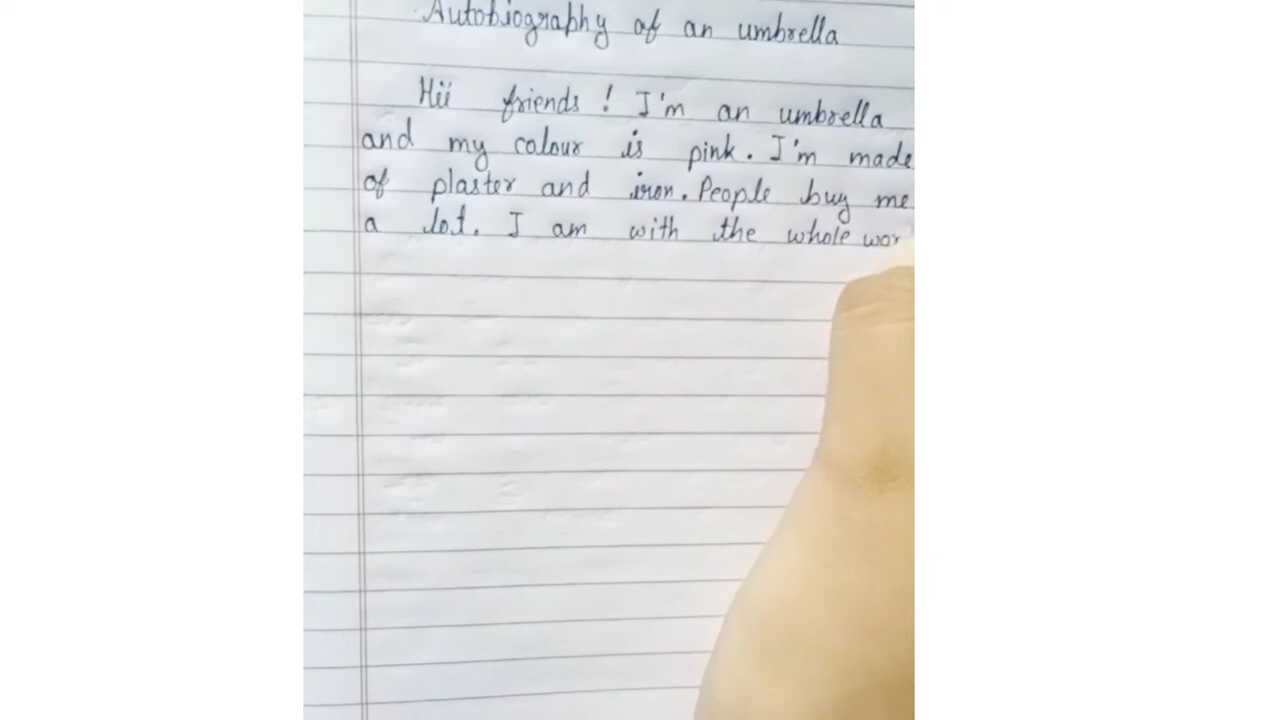 Autobiography of an umbrella
Hii friends! I'm an umbrella
and my colour is pink. I'm made
of plaster and iron. People buy me
a lot. I am with the whole wor